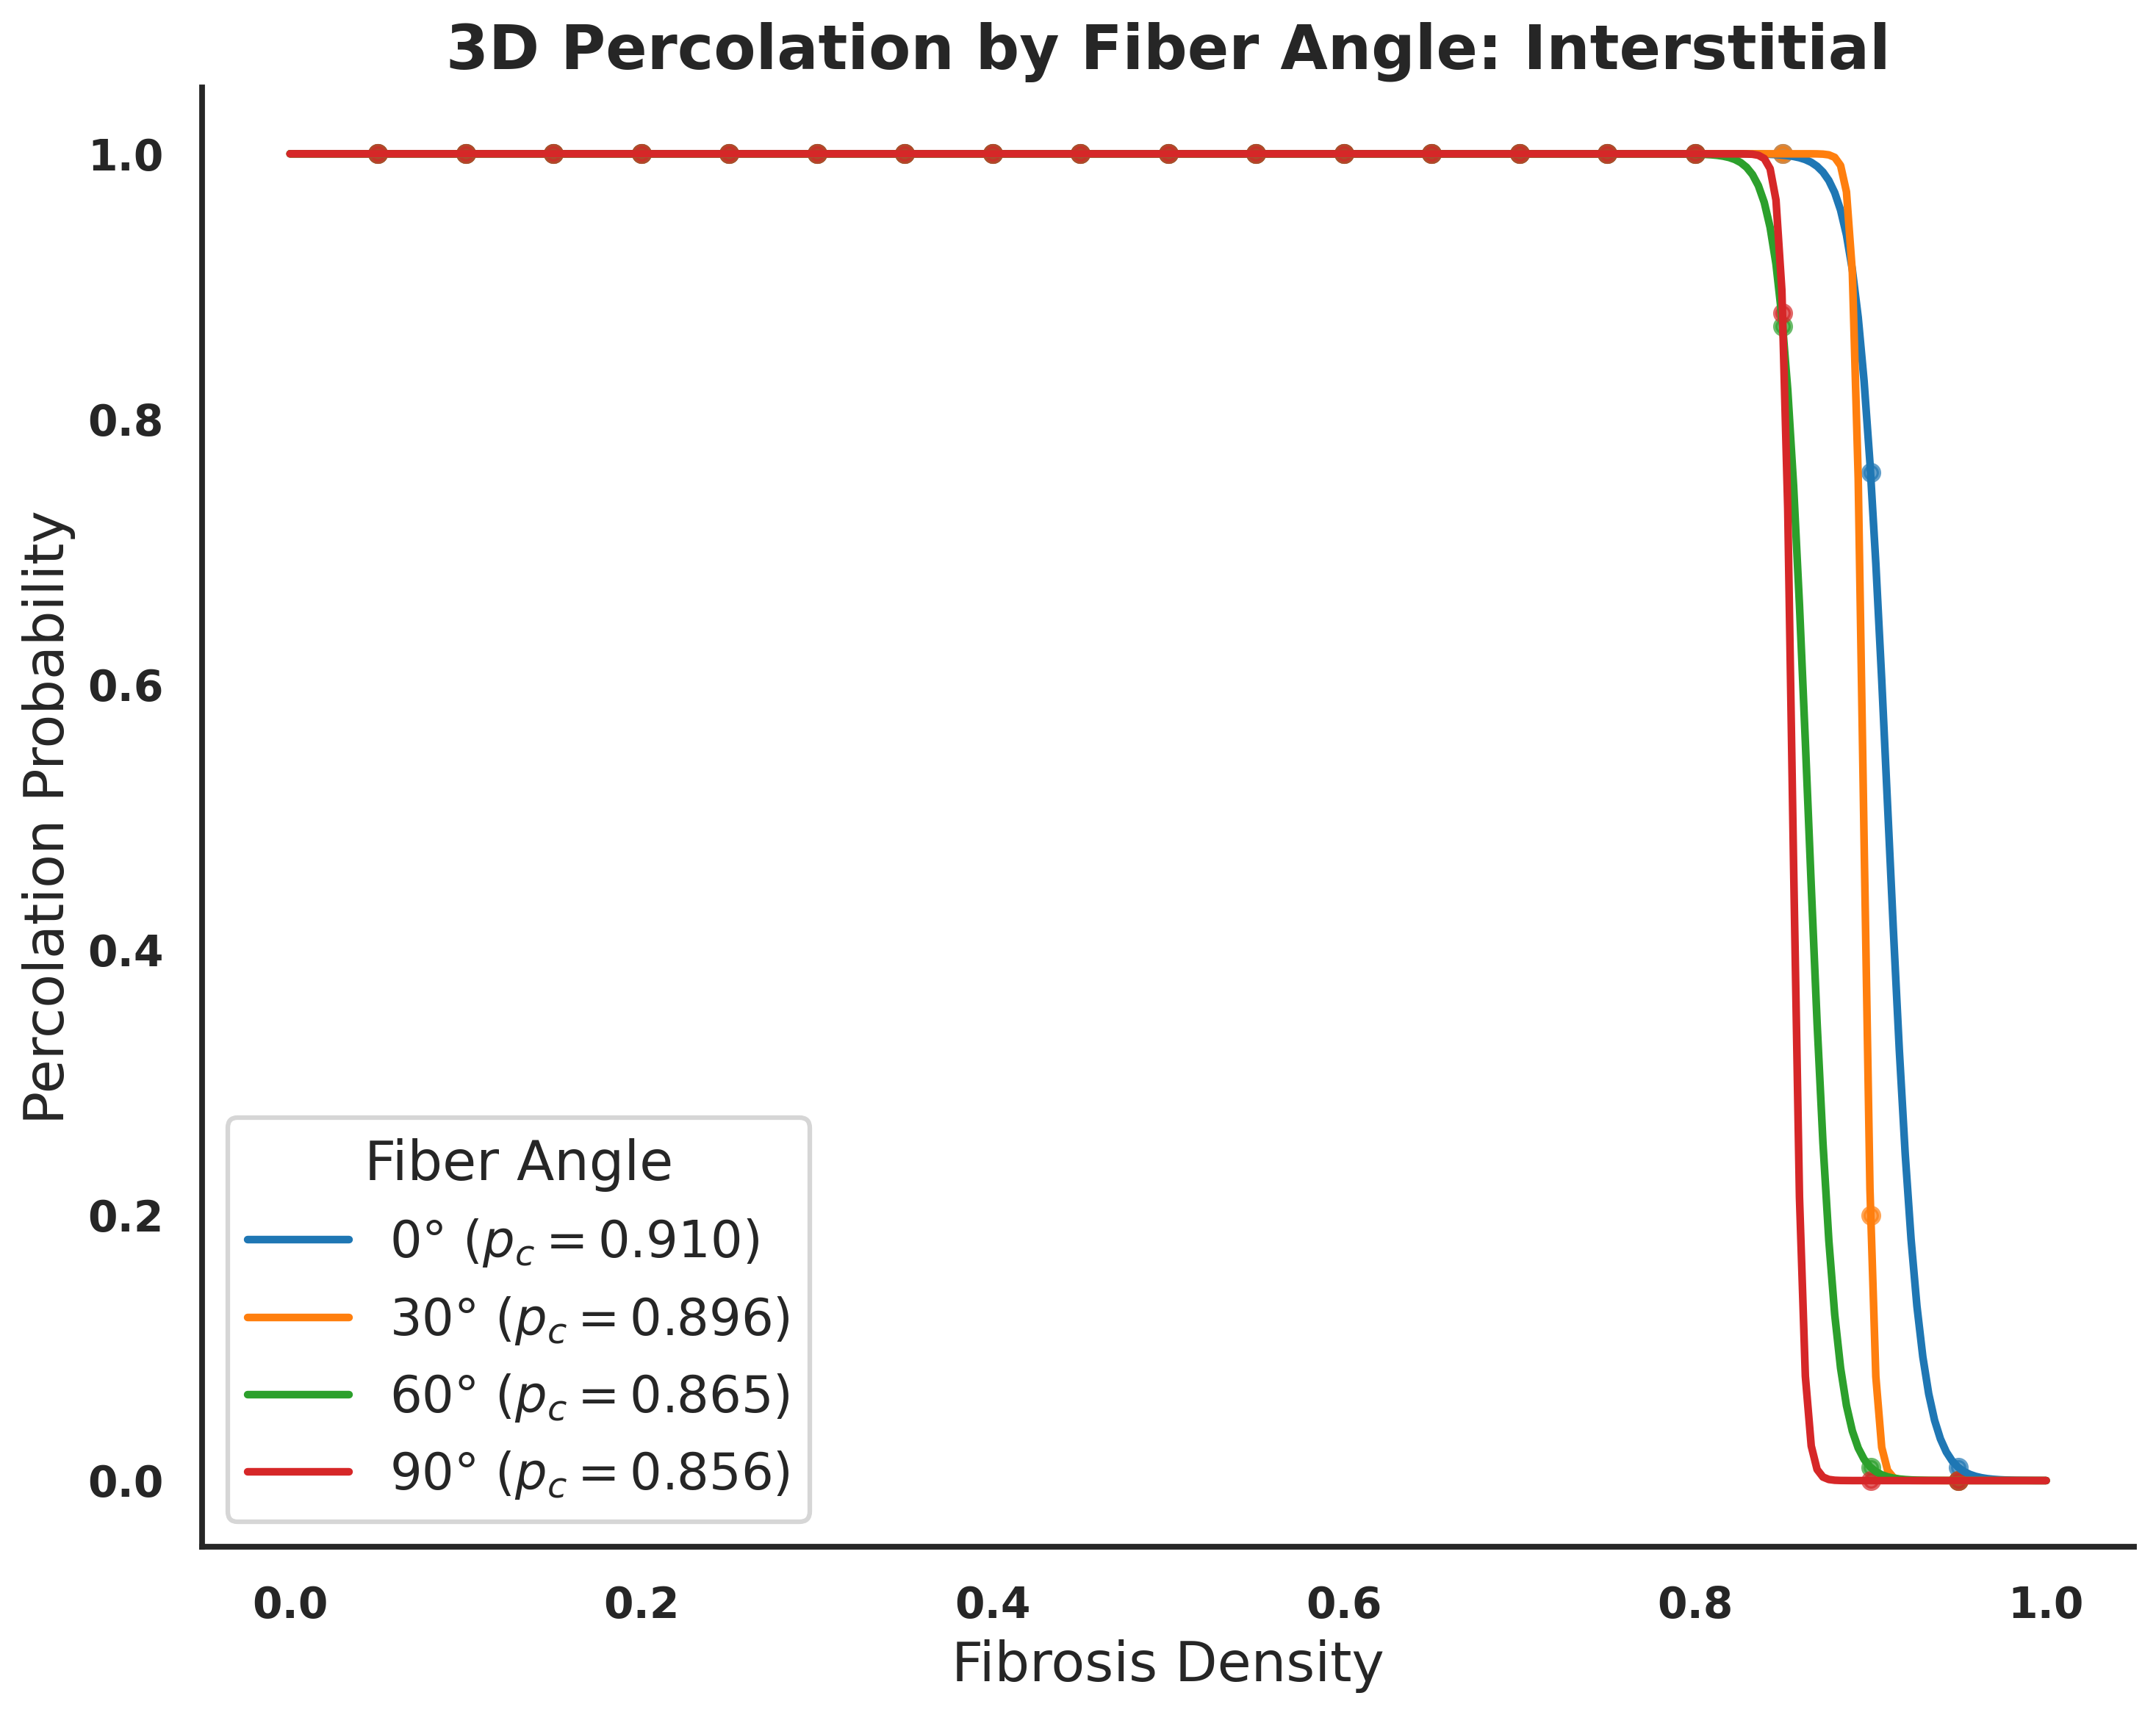 3D Percolation by Fiber Angle: Interstitial
Percolation Probability
1.0
0.8
0.6
0.4
0.2
0.0
Fiber Angle
0° (p_c = 0.910)
30° (p_c = 0.896)
60° (p_c = 0.865)
90° (p_c = 0.856)
0.0 0.2 0.4 0.6 0.8 1.0
Fibrosis Density